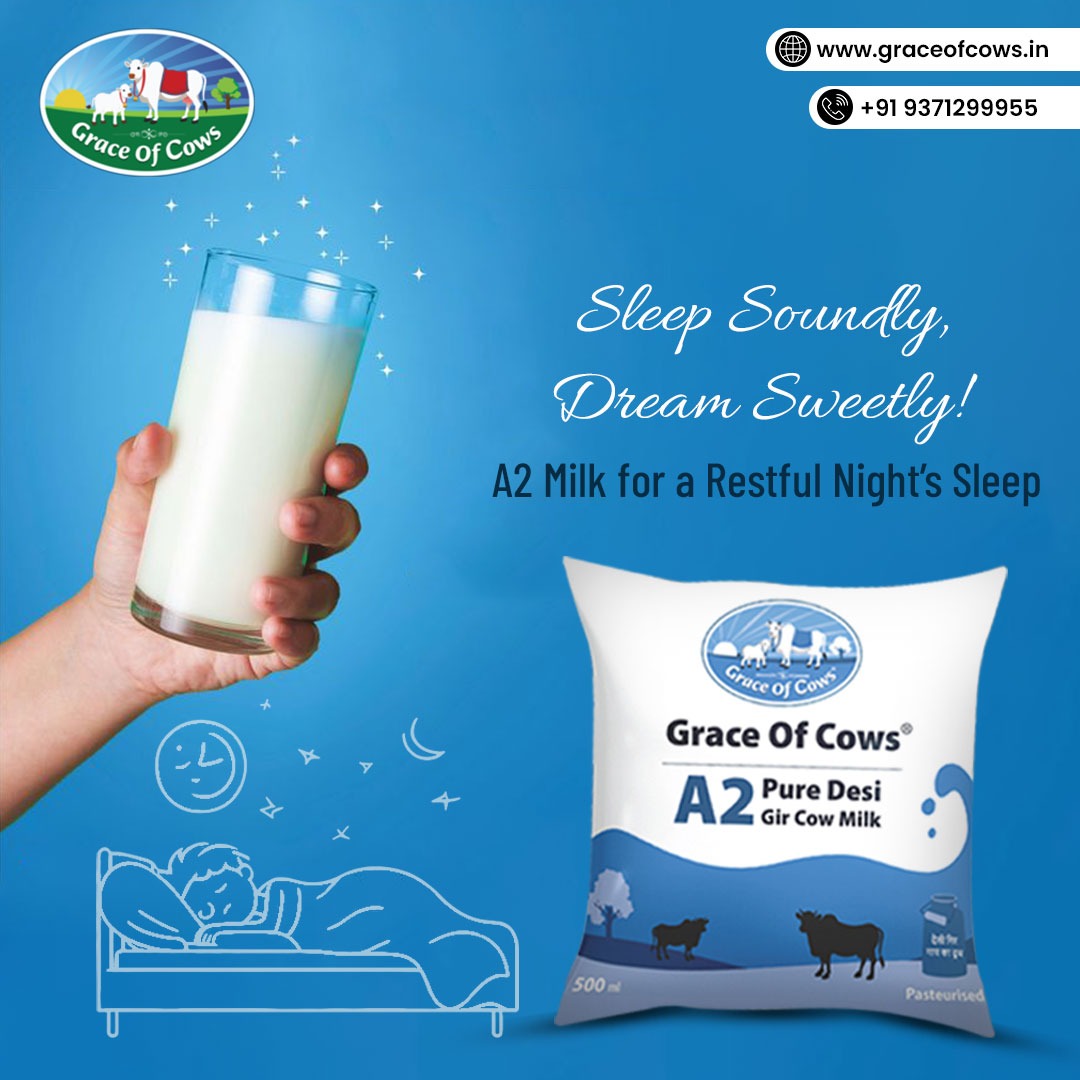 Grace Of Cows
www.graceofcows.in
+91 9371299955
Sleep Soundly,
Dream Sweetly!
A2 Milk for a Restful Night's Sleep
Grace Of Cows®
Grace Of Cows®
A2 Pure Desi
Gir Cow Milk
देसी गिर
गाय का दूध
500 ml
Pasteurised